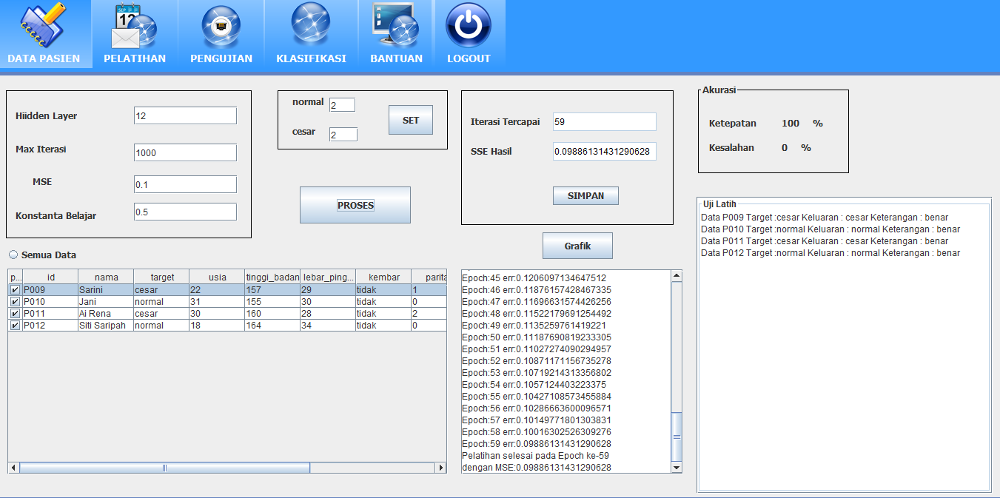 DATA PASIEN PELATIHAN PENGUJIAN KLASIFIKASI BANTUAN LOGOUT
Hiidden Layer 12
Max Iterasi 1000
MSE 0.1
Konstanta Belajar 0.5
normal 2
cesar 2
SET
PROSES
Iterasi Tercapai 59
SSE Hasil 0.09886131431290628
SIMPAN
Grafik
Akurasi
Ketepatan 100 %
Kesalahan 0 %
Semua Data
p... id nama target usia tinggi_badan lebar_ping... kembar parita
P009 Sarini cesar 22 157 29 tidak 1
P010 Jani normal 31 155 30 tidak 0
P011 Ai Rena cesar 30 160 28 tidak 2
P012 Siti Saripah normal 18 164 34 tidak 0
Epoch:45 err:0.1206097134647512
Epoch:46 err:0.11876157428467335
Epoch:47 err:0.11696631574426256
Epoch:48 err:0.11522179691254492
Epoch:49 err:0.1135259761419221
Epoch:50 err:0.11187690819233305
Epoch:51 err:0.11027274090294957
Epoch:52 err:0.10871171156735278
Epoch:53 err:0.10719214313356802
Epoch:54 err:0.1057124403223375
Epoch:55 err:0.10427108573455884
Epoch:56 err:0.10286663600096571
Epoch:57 err:0.10149771801303831
Epoch:58 err:0.10016302526309276
Epoch:59 err:0.09886131431290628
Pelatihan selesai pada Epoch ke-59
dengan MSE:0.09886131431290628
Uji Latih
Data P009 Target :cesar Keluaran : cesar Keterangan : benar
Data P010 Target :normal Keluaran : normal Keterangan : benar
Data P011 Target :cesar Keluaran : cesar Keterangan : benar
Data P012 Target :normal Keluaran : normal Keterangan : benar